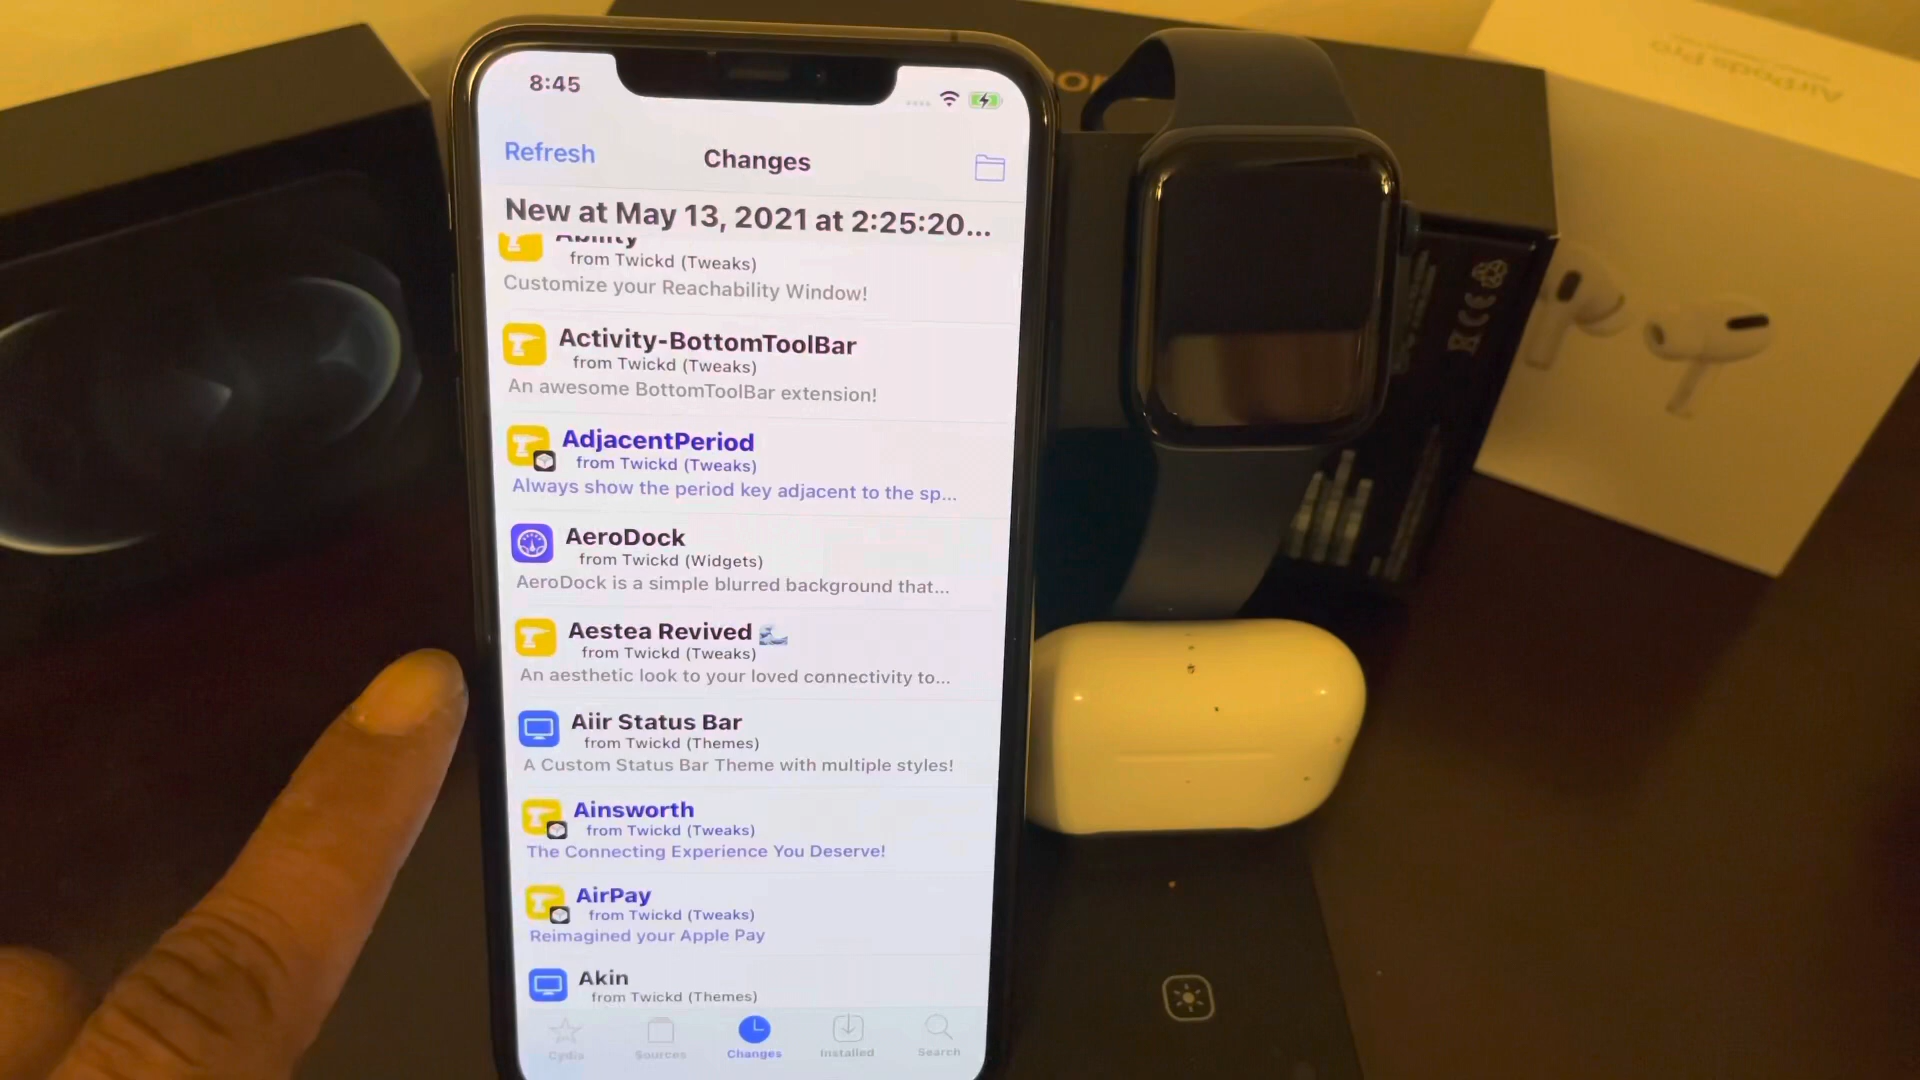 8:45
Refresh
Changes
New at May 13, 2021 at 2:25:20...
Ability
from Twickd (Tweaks)
Customize your Reachability Window!
Activity-BottomToolBar
from Twickd (Tweaks)
An awesome BottomToolBar extension!
AdjacentPeriod
from Twickd (Tweaks)
Always show the period key adjacent to the sp...
AeroDock
from Twickd (Widgets)
AeroDock is a simple blurred background that...
Aestea Revived
from Twickd (Tweaks)
An aesthetic look to your loved connectivity to...
Aiir Status Bar
from Twickd (Themes)
A Custom Status Bar Theme with multiple styles!
Ainsworth
from Twickd (Tweaks)
The Connecting Experience You Deserve!
AirPay
from Twickd (Tweaks)
Reimagined your Apple Pay
Akin
from Twickd (Themes)
Cydia
Sources
Changes
Installed
Search
AirPods Pro
CE